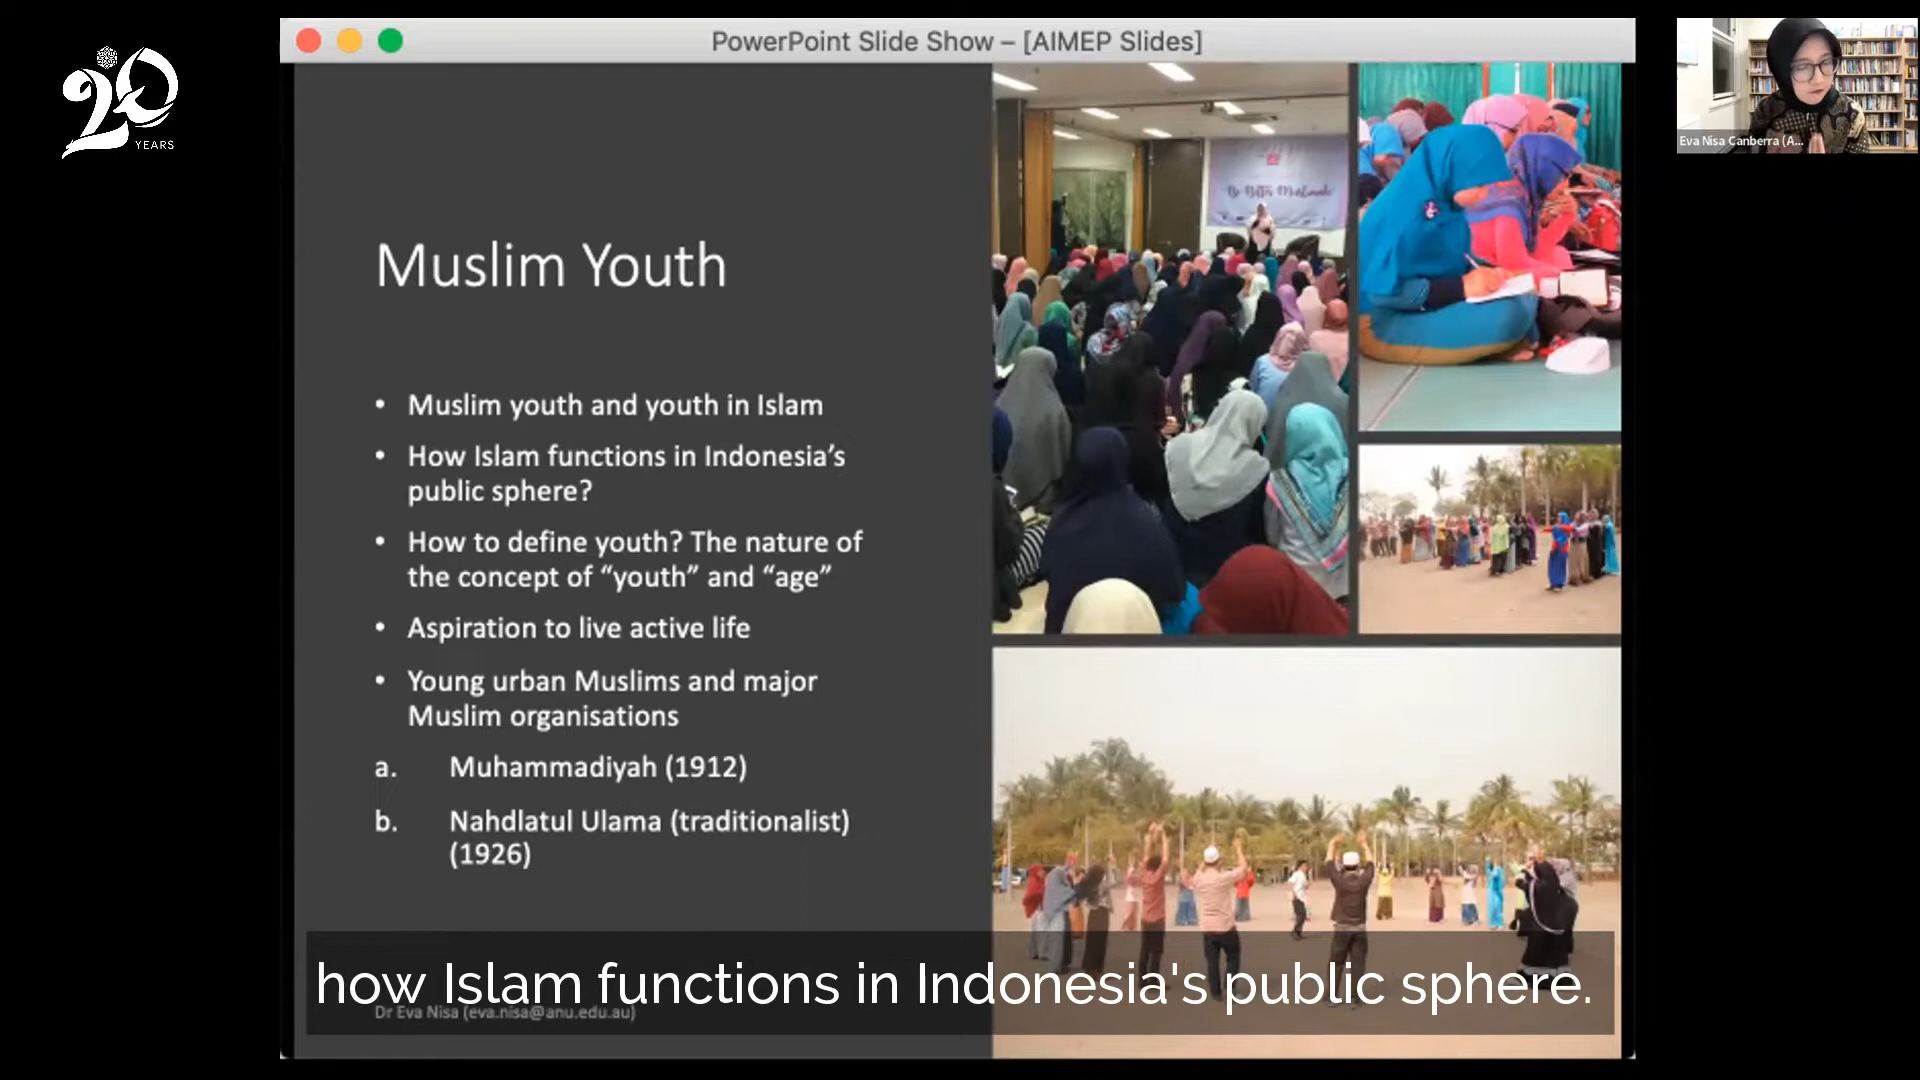 20
YEARS
PowerPoint Slide Show – [AIMEP Slides]
Eva Nisa Canberra (A...
Muslim Youth
• Muslim youth and youth in Islam
• How Islam functions in Indonesia’s
public sphere?
• How to define youth? The nature of
the concept of “youth” and “age”
• Aspiration to live active life
• Young urban Muslims and major
Muslim organisations
a. Muhammadiyah (1912)
b. Nahdlatul Ulama (traditionalist)
(1926)
how Islam functions in Indonesia's public sphere.
Dr Eva Nisa (eva.nisa@anu.edu.au)